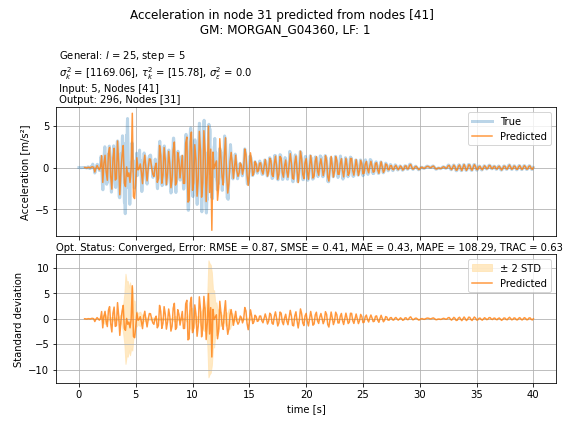 Acceleration in node 31 predicted from nodes [41]
GM: MORGAN_G04360, LF: 1
General: l = 25, step = 5
σ²ₖ = [1169.06], τ²ₖ = [15.78], σ²ε = 0.0
Input: 5, Nodes [41]
Output: 296, Nodes [31]
5
0
−5
Acceleration [m/s²]
True
Predicted
Opt. Status: Converged, Error: RMSE = 0.87, SMSE = 0.41, MAE = 0.43, MAPE = 108.29, TRAC = 0.63
10
5
0
−5
−10
Standard deviation
± 2 STD
Predicted
0 5 10 15 20 25 30 35 40
time [s]